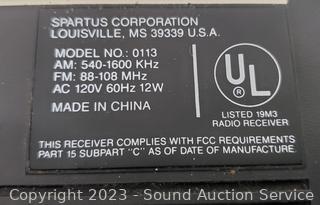 SPARTUS CORPORATION
LOUISVILLE, MS 39339 U.S.A.
MODEL NO.: 0113
AM: 540-1600 KHz
FM: 88-108 MHz
AC 120V 60Hz 12W
MADE IN CHINA
UL
®
LISTED 19M3
RADIO RECEIVER
THIS RECEIVER COMPLIES WITH FCC REQUIREMENTS
PART 15 SUBPART "C" AS OF DATE OF MANUFACTURE.
Copyright 2023 - Sound Auction Service